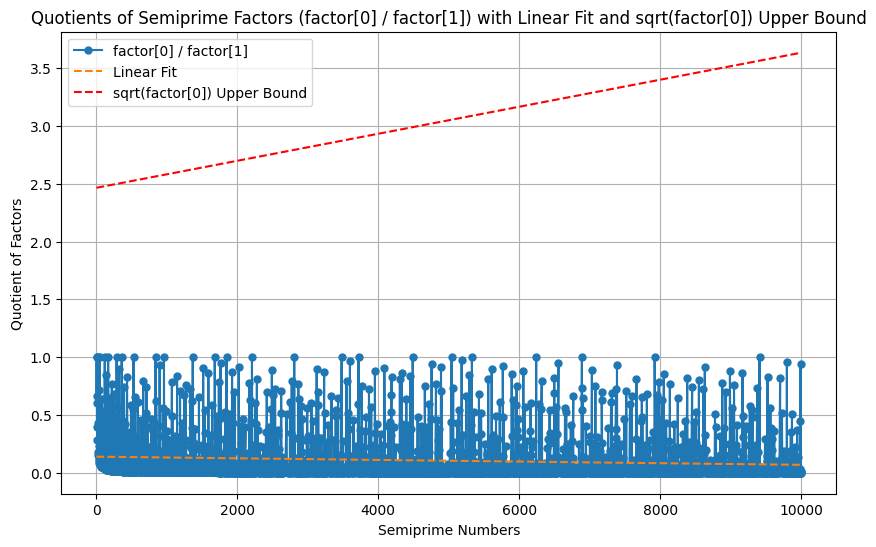 Quotients of Semiprime Factors (factor[0] / factor[1]) with Linear Fit and sqrt(factor[0]) Upper Bound
factor[0] / factor[1]
Linear Fit
sqrt(factor[0]) Upper Bound
Quotient of Factors
3.5
3.0
2.5
2.0
1.5
1.0
0.5
0.0
0
2000
4000
6000
8000
10000
Semiprime Numbers